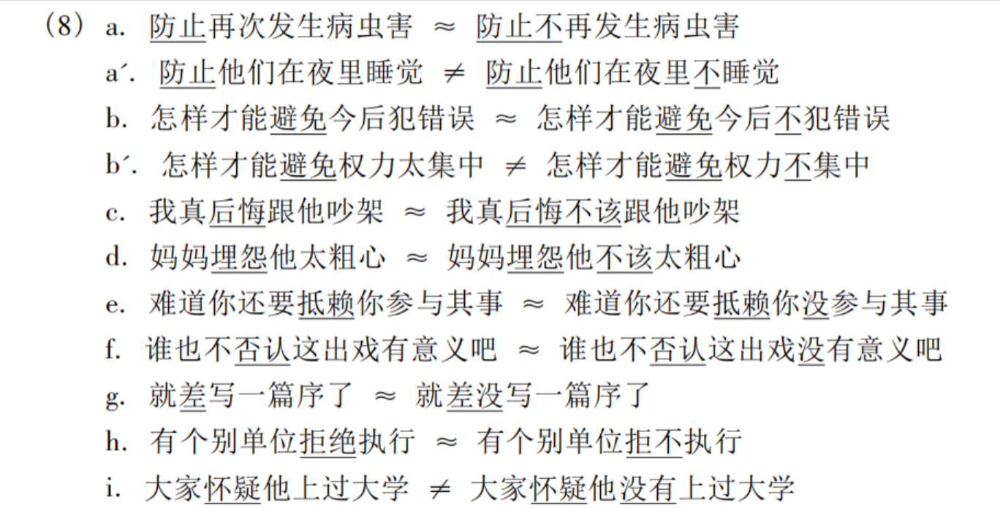 (8) a. 防止再次发生病虫害 ≈ 防止不再发生病虫害
a′. 防止他们在夜里睡觉 ≠ 防止他们在夜里不睡觉
b. 怎样才能避免今后犯错误 ≈ 怎样才能避免今后不犯错误
b′. 怎样才能避免权力太集中 ≠ 怎样才能避免权力不集中
c. 我真后悔跟他吵架 ≈ 我真后悔不该跟他吵架
d. 妈妈埋怨他太粗心 ≈ 妈妈埋怨他不该太粗心
e. 难道你还要抵赖你参与其事 ≈ 难道你还要抵赖你没参与其事
f. 谁也不否认这出戏有意义吧 ≈ 谁也不否认这出戏没有意义吧
g. 就差写一篇序了 ≈ 就差没写一篇序了
h. 有个别单位拒绝执行 ≈ 有个别单位拒不执行
i. 大家怀疑他上过大学 ≠ 大家怀疑他没有上过大学